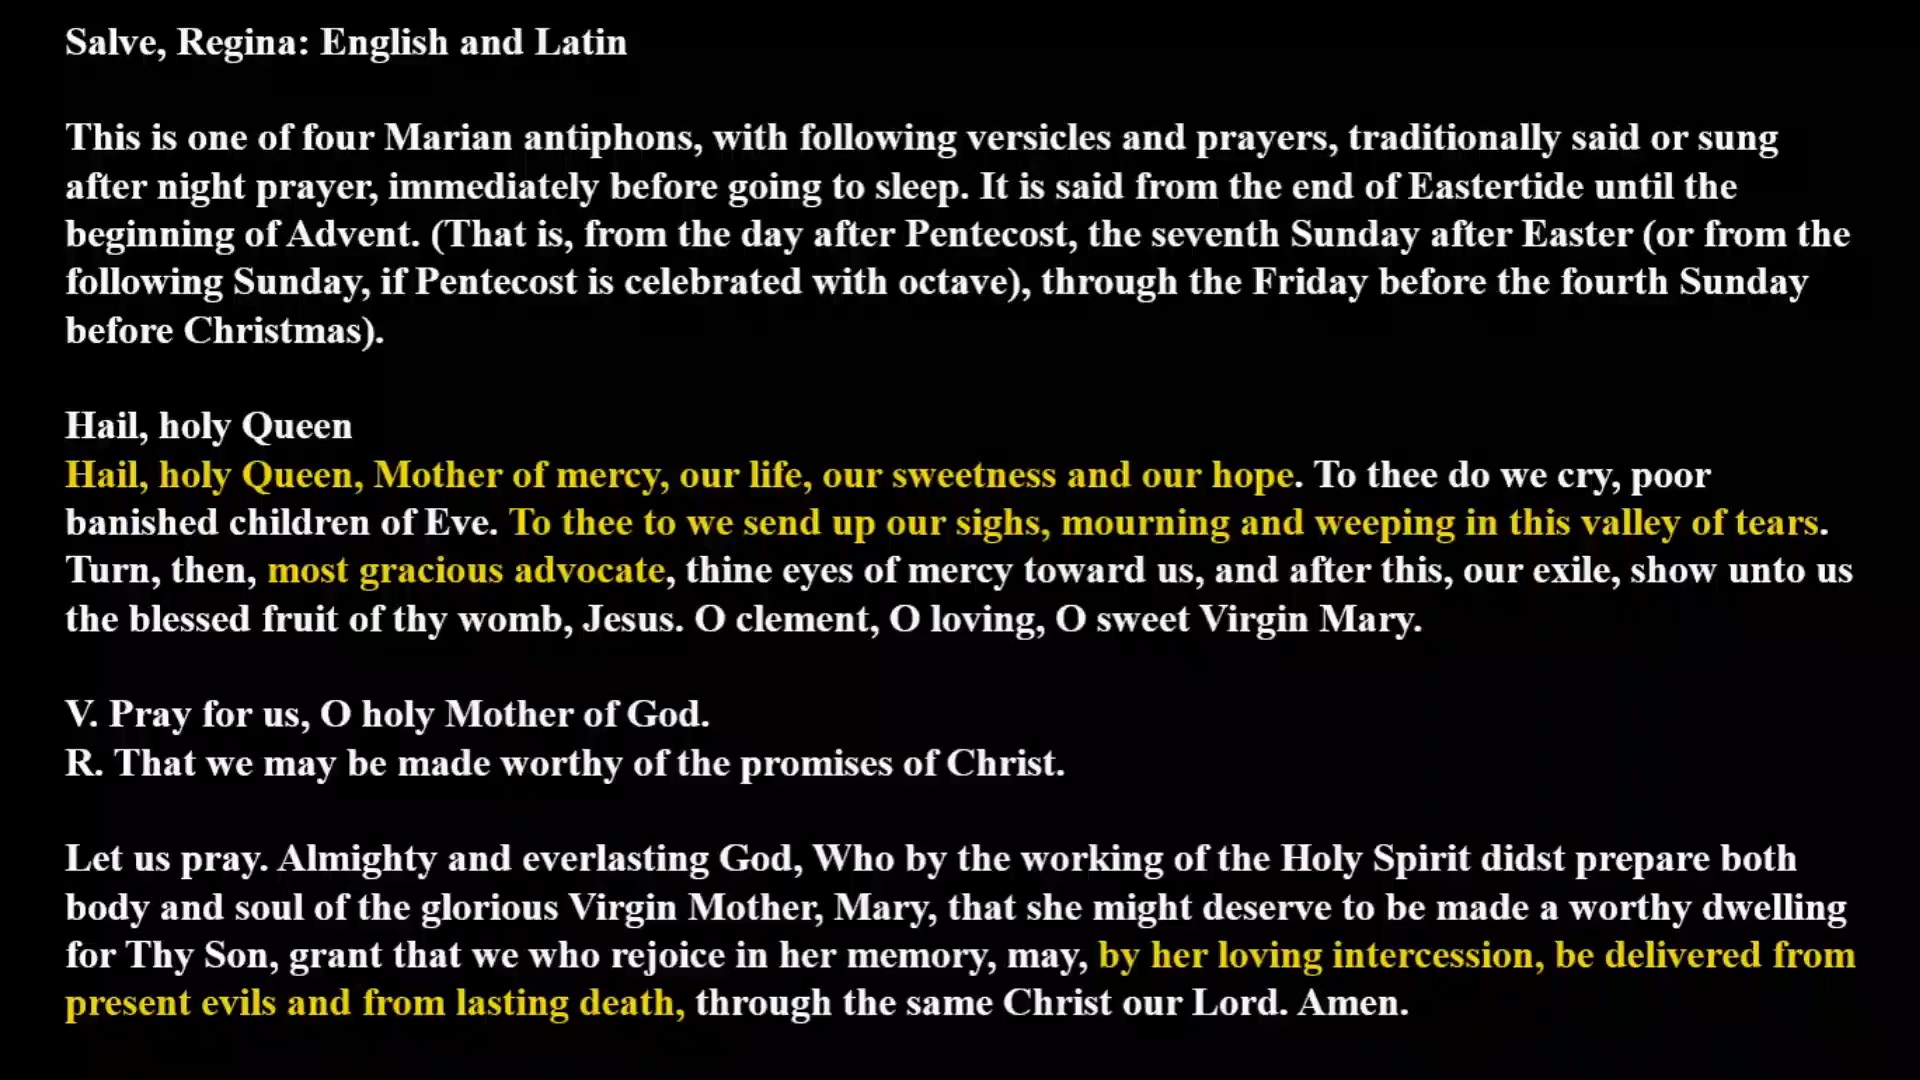 Salve, Regina: English and Latin
This is one of four Marian antiphons, with following versicles and prayers, traditionally said or sung
after night prayer, immediately before going to sleep. It is said from the end of Eastertide until the
beginning of Advent. (That is, from the day after Pentecost, the seventh Sunday after Easter (or from the
following Sunday, if Pentecost is celebrated with octave), through the Friday before the fourth Sunday
before Christmas).
Hail, holy Queen
Hail, holy Queen, Mother of mercy, our life, our sweetness and our hope. To thee do we cry, poor
banished children of Eve. To thee to we send up our sighs, mourning and weeping in this valley of tears.
Turn, then, most gracious advocate, thine eyes of mercy toward us, and after this, our exile, show unto us
the blessed fruit of thy womb, Jesus. O clement, O loving, O sweet Virgin Mary.
V. Pray for us, O holy Mother of God.
R. That we may be made worthy of the promises of Christ.
Let us pray. Almighty and everlasting God, Who by the working of the Holy Spirit didst prepare both
body and soul of the glorious Virgin Mother, Mary, that she might deserve to be made a worthy dwelling
for Thy Son, grant that we who rejoice in her memory, may, by her loving intercession, be delivered from
present evils and from lasting death, through the same Christ our Lord. Amen.